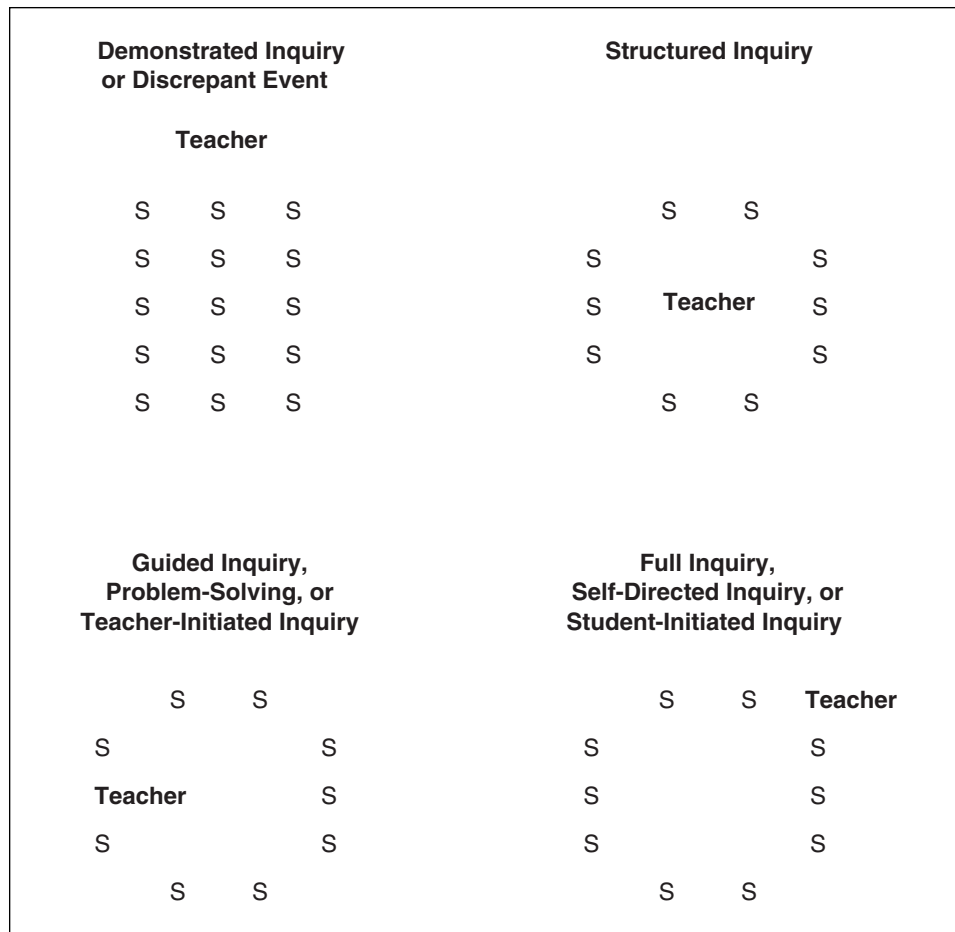 Demonstrated Inquiry
or Discrepant Event
Teacher
S S S
S S S
S S S
S S S
S S S
Structured Inquiry
S S
S S
S Teacher S
S S
S S
Guided Inquiry,
Problem-Solving, or
Teacher-Initiated Inquiry
S S
S S
Teacher S
S S
S S
Full Inquiry,
Self-Directed Inquiry, or
Student-Initiated Inquiry
S S Teacher
S S
S S
S S
S S